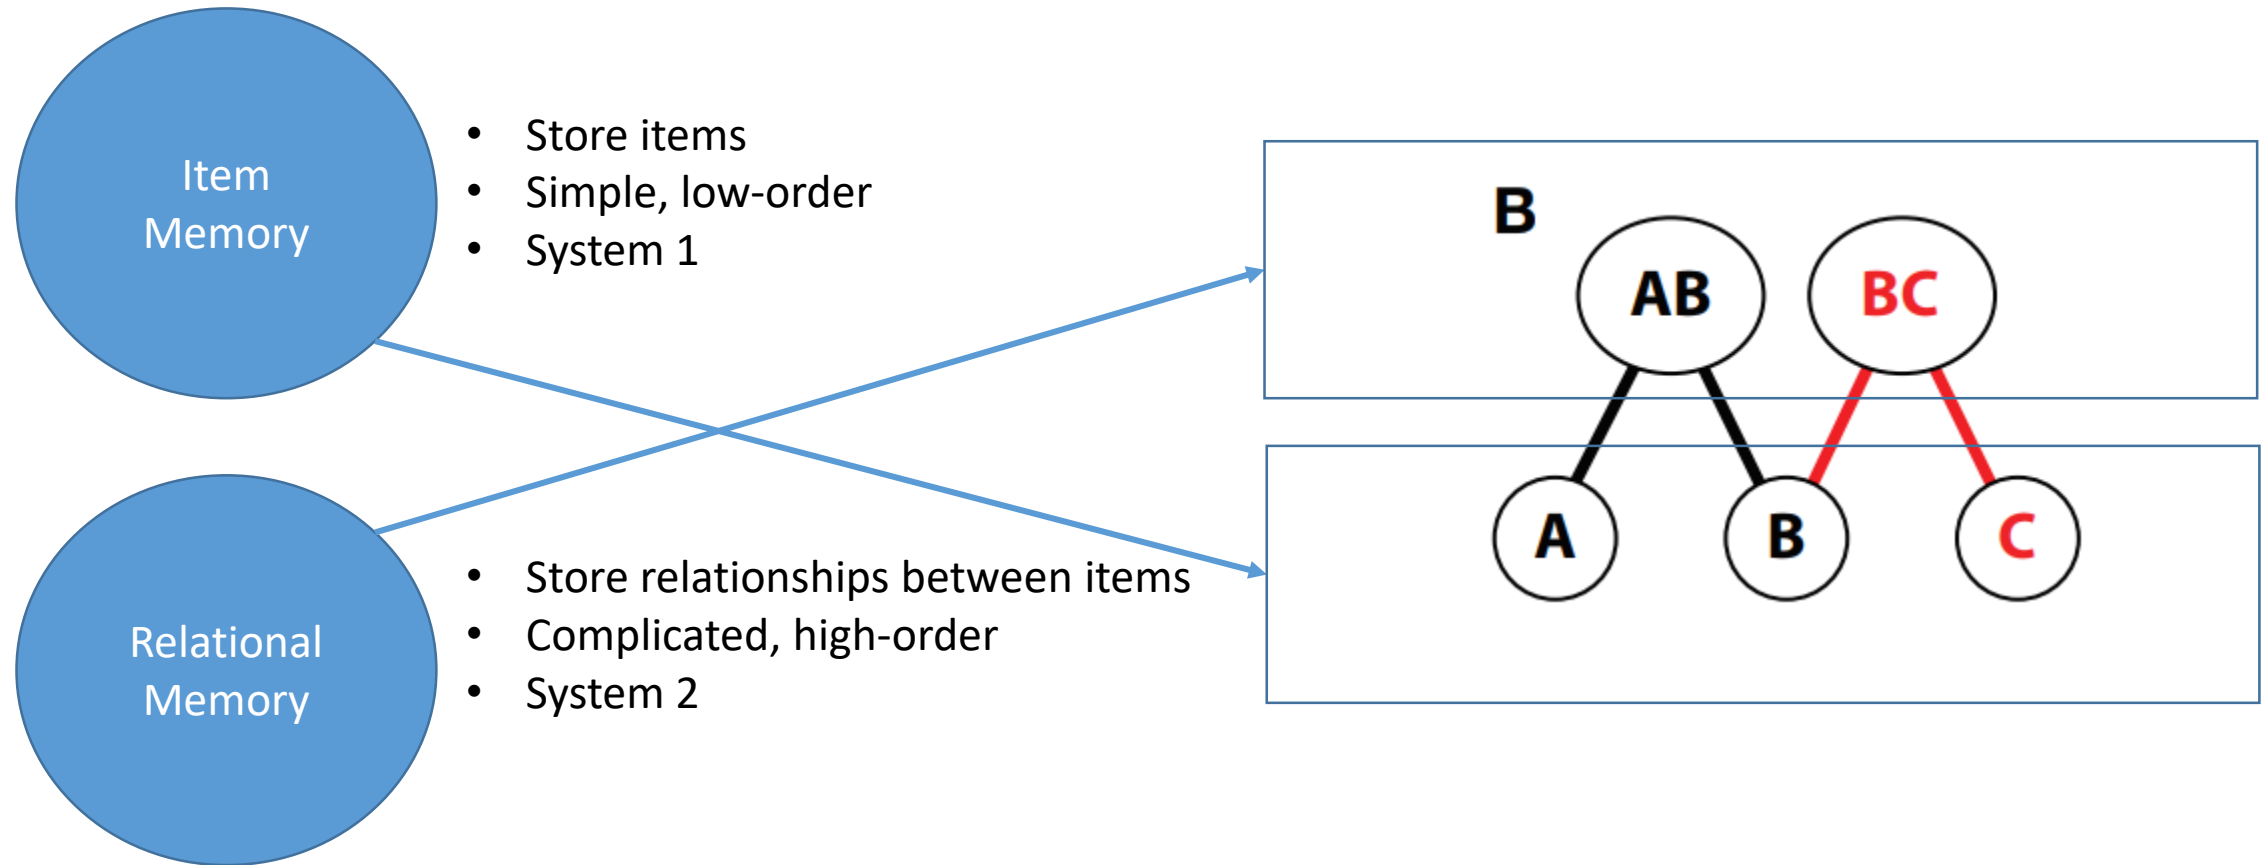 Item
Memory
• Store items
• Simple, low-order
• System 1
Relational
Memory
• Store relationships between items
• Complicated, high-order
• System 2
B
AB
BC
A
B
C